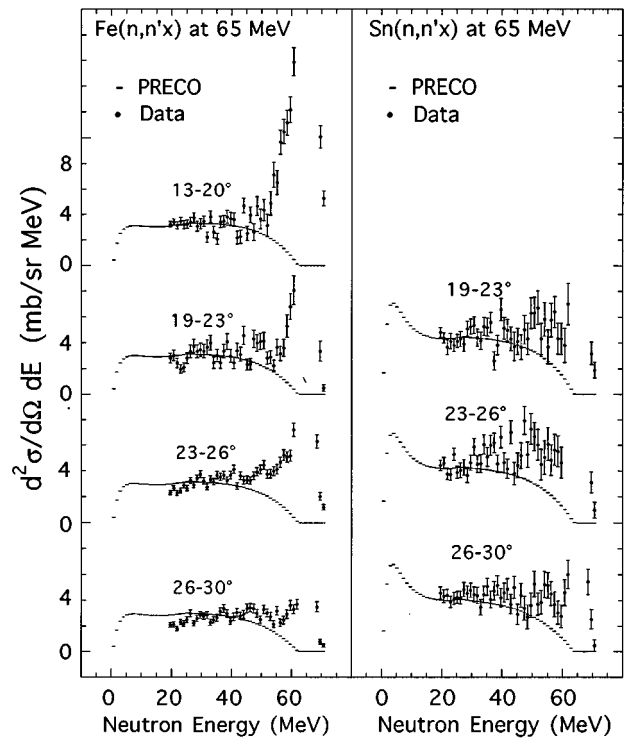 Fe(n,n'x) at 65 MeV
Sn(n,n'x) at 65 MeV
– PRECO
• Data
– PRECO
• Data
d²σ/dΩ dE (mb/sr MeV)
8
4
0
4
0
4
0
4
0
13-20°
19-23°
23-26°
26-30°
19-23°
23-26°
26-30°
0 20 40 60
0 20 40 60
Neutron Energy (MeV)
Neutron Energy (MeV)